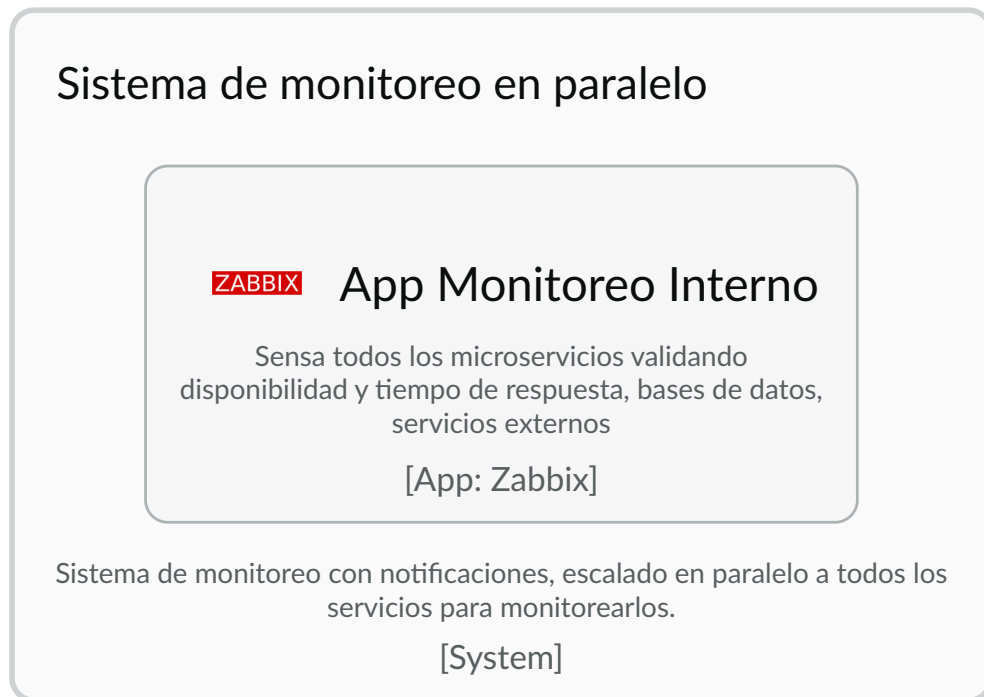 Sistema de monitoreo en paralelo
ZABBIX App Monitoreo Interno
Sensa todos los microservicios validando
disponibilidad y tiempo de respuesta, bases de datos,
servicios externos
[App: Zabbix]
Sistema de monitoreo con notificaciones, escalado en paralelo a todos los
servicios para monitorearlos.
[System]